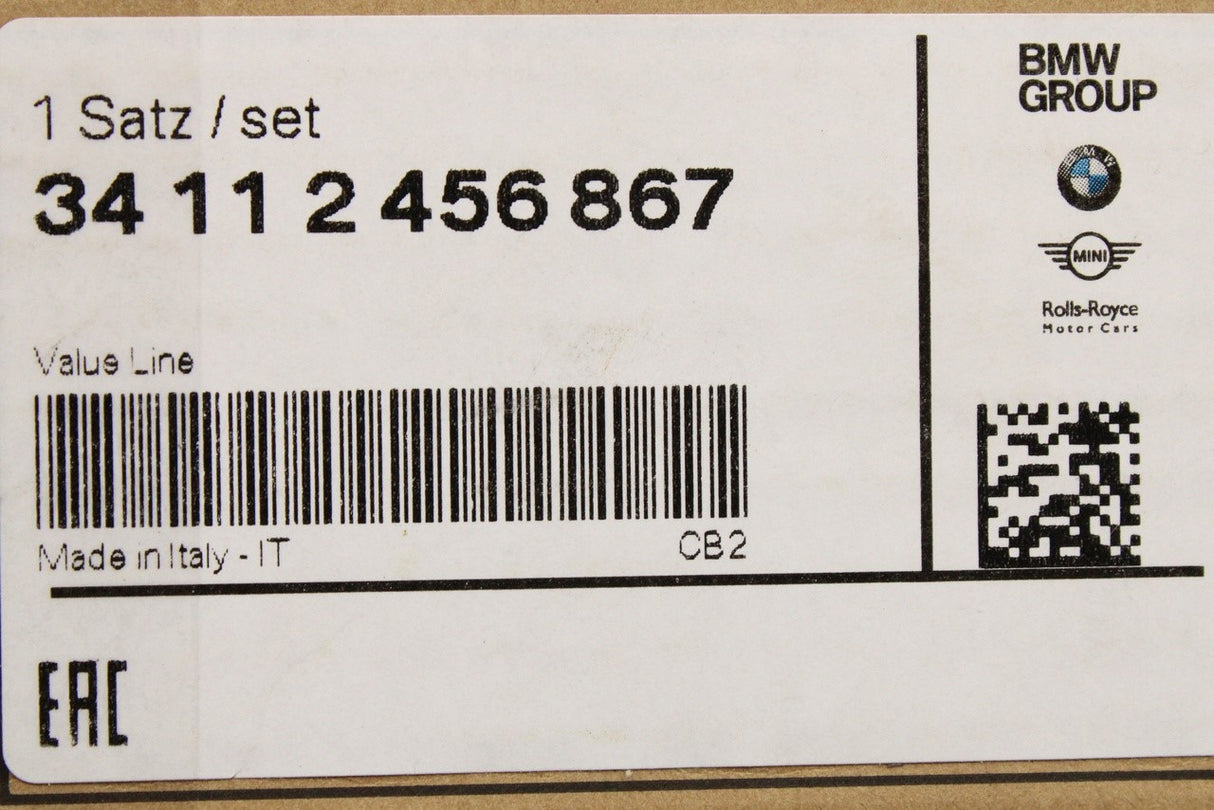 1 Satz / set
34 11 2 456 867
Value Line
Made in Italy - IT
CB2
EAC
BMW
GROUP
BMW
MINI
Rolls-Royce
Motor Cars